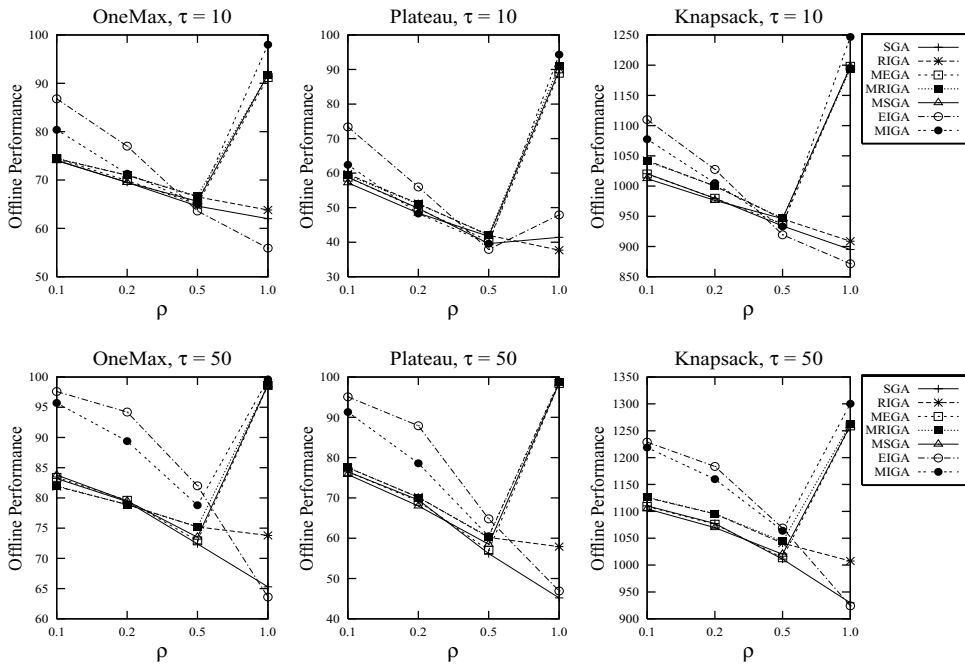 OneMax, τ = 10
Plateau, τ = 10
Knapsack, τ = 10
Offline Performance
100
90
80
70
60
50
0.1
0.2
0.5
1.0
ρ
Offline Performance
100
90
80
70
60
50
40
30
0.1
0.2
0.5
1.0
ρ
Offline Performance
1250
1200
1150
1100
1050
1000
950
900
850
0.1
0.2
0.5
1.0
ρ
SGA
RIGA
MEGA
MRIGA
MSGA
EIGA
MIGA
OneMax, τ = 50
Plateau, τ = 50
Knapsack, τ = 50
Offline Performance
100
95
90
85
80
75
70
65
60
0.1
0.2
0.5
1.0
ρ
Offline Performance
100
90
80
70
60
50
40
0.1
0.2
0.5
1.0
ρ
Offline Performance
1350
1300
1250
1200
1150
1100
1050
1000
950
900
0.1
0.2
0.5
1.0
ρ
SGA
RIGA
MEGA
MRIGA
MSGA
EIGA
MIGA